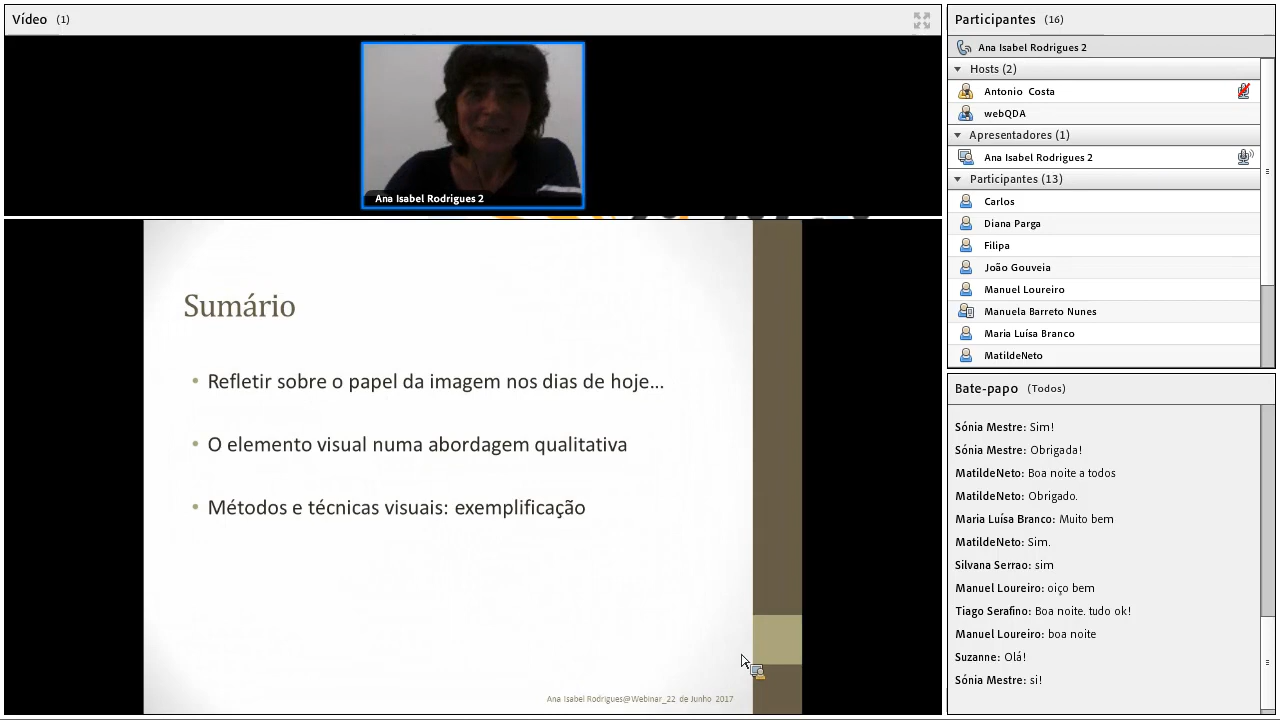 Vídeo (1)
Ana Isabel Rodrigues 2
Sumário
• Refletir sobre o papel da imagem nos dias de hoje...
• O elemento visual numa abordagem qualitativa
• Métodos e técnicas visuais: exemplificação
Ana Isabel Rodrigues@Webinar_22 de Junho 2017
Participantes (16)
Ana Isabel Rodrigues 2
Hosts (2)
Antonio Costa
webQDA
Apresentadores (1)
Ana Isabel Rodrigues 2
Participantes (13)
Carlos
Diana Parga
Filipa
João Gouveia
Manuel Loureiro
Manuela Barreto Nunes
Maria Luísa Branco
MatildeNeto
Bate-papo (Todos)
Sónia Mestre: Sim!
Sónia Mestre: Obrigada!
MatildeNeto: Boa noite a todos
MatildeNeto: Obrigado.
Maria Luísa Branco: Muito bem
MatildeNeto: Sim.
Silvana Serrao: sim
Manuel Loureiro: oiço bem
Tiago Serafino: Boa noite. tudo ok!
Manuel Loureiro: boa noite
Suzanne: Olá!
Sónia Mestre: si!